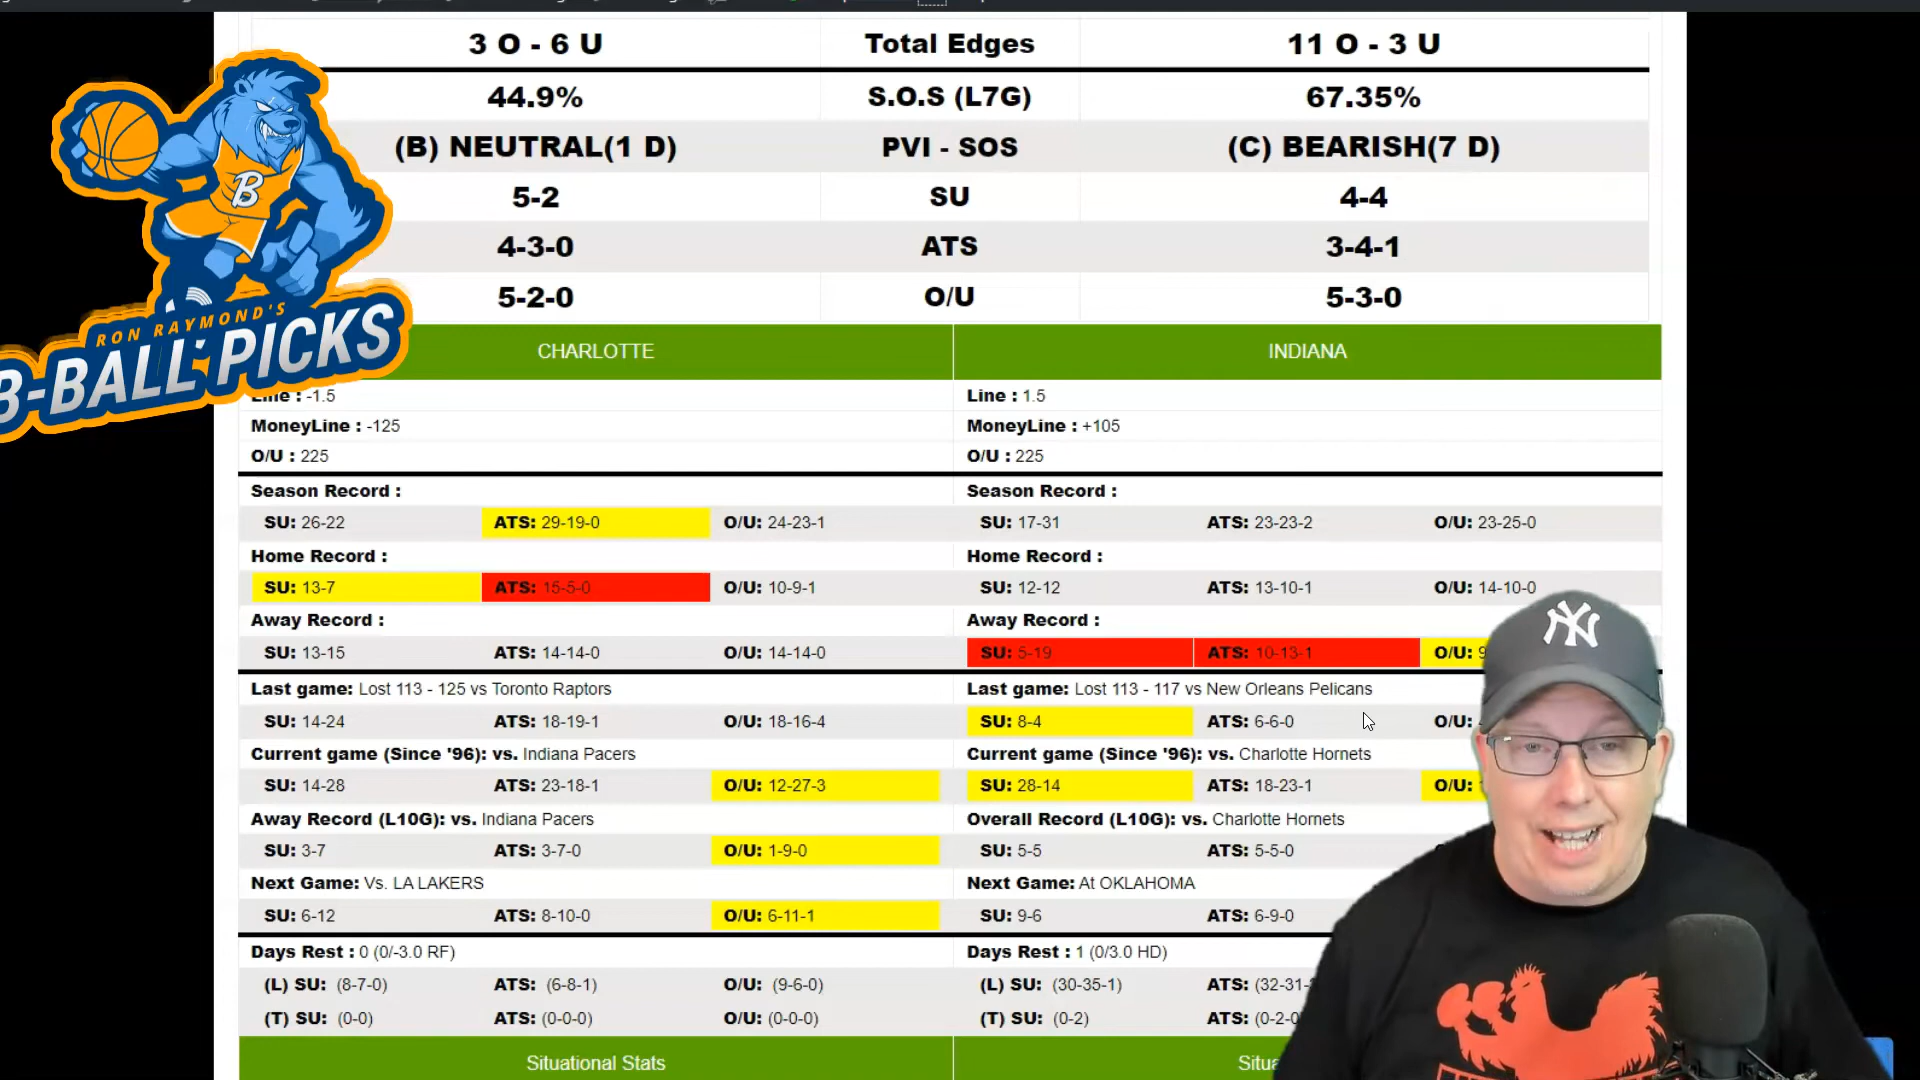 3 O - 6 U Total Edges 11 O - 3 U
44.9% S.O.S (L7G) 67.35%
(B) NEUTRAL(1 D) PVI - SOS (C) BEARISH(7 D)
5-2 SU 4-4
4-3-0 ATS 3-4-1
5-2-0 O/U 5-3-0
B
RON RAYMOND'S
B-BALL PICKS
CHARLOTTE INDIANA
Line : -1.5 Line : 1.5
MoneyLine : -125 MoneyLine : +105
O/U : 225 O/U : 225
Season Record : Season Record :
SU: 26-22 ATS: 29-19-0 O/U: 24-23-1 SU: 17-31 ATS: 23-23-2 O/U: 23-25-0
Home Record : Home Record :
SU: 13-7 ATS: 15-5-0 O/U: 10-9-1 SU: 12-12 ATS: 13-10-1 O/U: 14-10-0
Away Record : Away Record :
SU: 13-15 ATS: 14-14-0 O/U: 14-14-0 SU: 5-19 ATS: 10-13-1 O/U: 9
Last game: Lost 113 - 125 vs Toronto Raptors Last game: Lost 113 - 117 vs New Orleans Pelicans
SU: 14-24 ATS: 18-19-1 O/U: 18-16-4 SU: 8-4 ATS: 6-6-0 O/U:
Current game (Since '96): vs. Indiana Pacers Current game (Since '96): vs. Charlotte Hornets
SU: 14-28 ATS: 23-18-1 O/U: 12-27-3 SU: 28-14 ATS: 18-23-1 O/U:
Away Record (L10G): vs. Indiana Pacers Overall Record (L10G): vs. Charlotte Hornets
SU: 3-7 ATS: 3-7-0 O/U: 1-9-0 SU: 5-5 ATS: 5-5-0
Next Game: Vs. LA LAKERS Next Game: At OKLAHOMA
SU: 6-12 ATS: 8-10-0 O/U: 6-11-1 SU: 9-6 ATS: 6-9-0
Days Rest : 0 (0/-3.0 RF) Days Rest : 1 (0/3.0 HD)
(L) SU: (8-7-0) ATS: (6-8-1) O/U: (9-6-0) (L) SU: (30-35-1) ATS: (32-31-
(T) SU: (0-0) ATS: (0-0-0) O/U: (0-0-0) (T) SU: (0-2) ATS: (0-2-0
Situational Stats Situa
NY